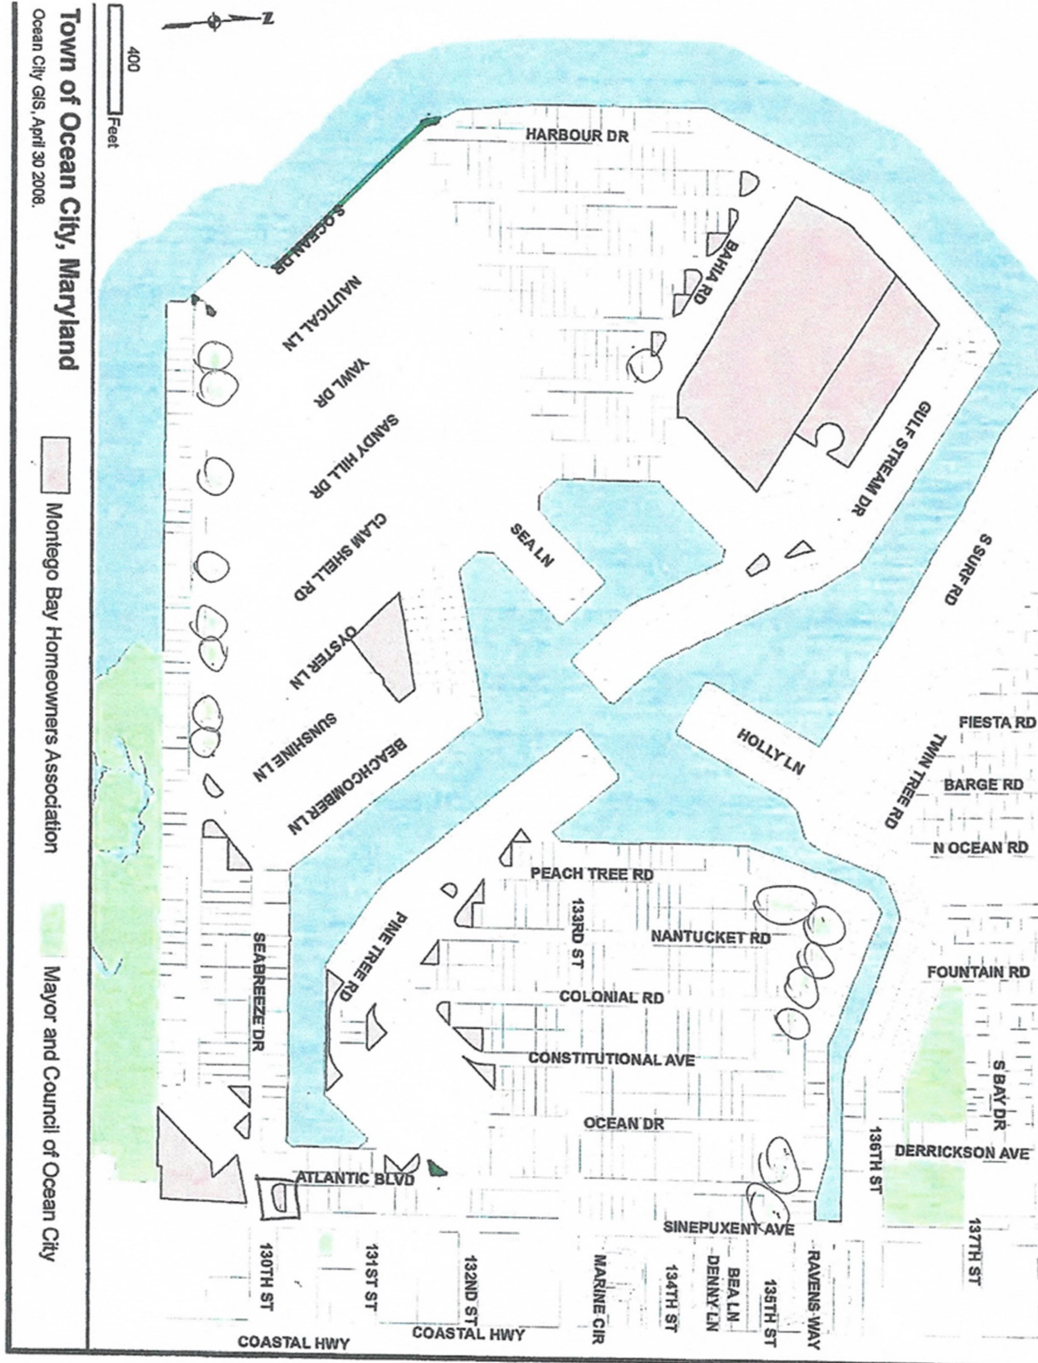 Town of Ocean City, Maryland
Ocean City GIS, April 30 2008.
400
Feet
N
Montego Bay Homeowners Association
Mayor and Council of Ocean City
HARBOUR DR
S OCEAN DR
NAUTICAL LN
YAWL DR
SANDY HILL DR
CLAM SHELL RD
OYSTER LN
SUNSHINE LN
BEACHCOMBER LN
BAHIA RD
GULF STREAM DR
SEA LN
S SURF RD
HOLLY LN
TWIN TREE RD
FIESTA RD
BARGE RD
N OCEAN RD
PEACH TREE RD
133RD ST
NANTUCKET RD
PINE TREE RD
SEABREEZE DR
COLONIAL RD
FOUNTAIN RD
CONSTITUTIONAL AVE
S BAY DR
OCEAN DR
136TH ST
DERRICKSON AVE
ATLANTIC BLVD
SINEPUXENT AVE
137TH ST
130TH ST
131ST ST
132ND ST
MARINE CIR
134TH ST
DENNY LN
BEA LN
135TH ST
RAVENS WAY
COASTAL HWY
COASTAL HWY